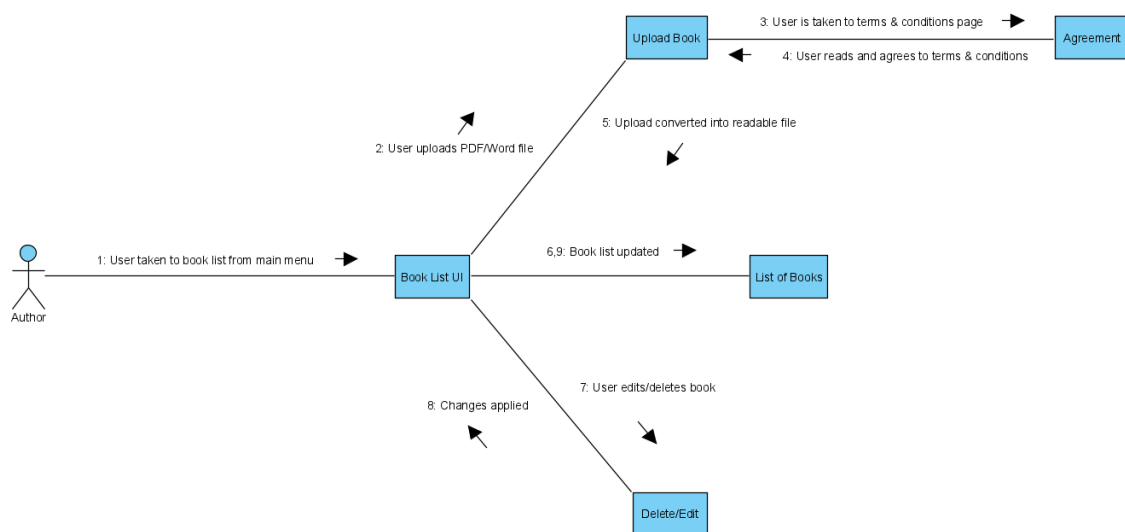 3: User is taken to terms & conditions page
Upload Book
Agreement
4: User reads and agrees to terms & conditions
5: Upload converted into readable file
2: User uploads PDF/Word file
1: User taken to book list from main menu
6,9: Book list updated
Book List UI
List of Books
Author
7: User edits/deletes book
8: Changes applied
Delete/Edit